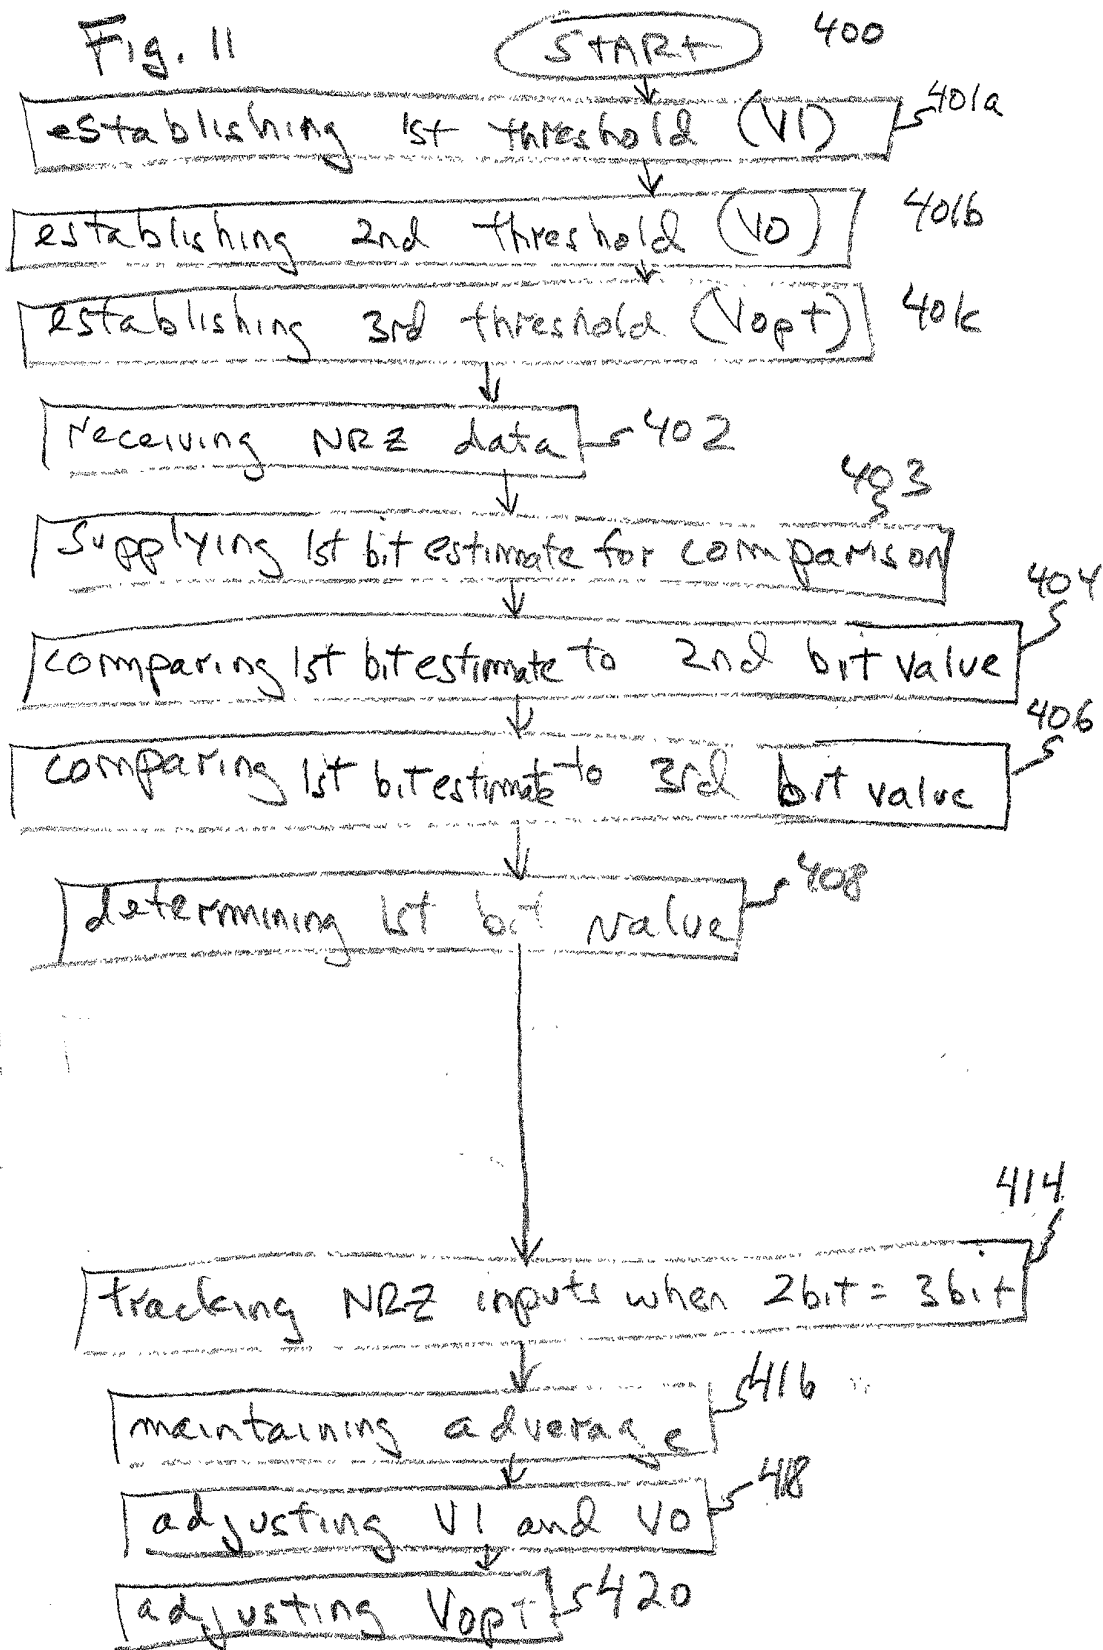 Fig. 11
START 400
establishing 1st threshold (V1) 401a
establishing 2nd threshold (V0) 401b
establishing 3rd threshold (Vopt) 401c
receiving NRZ data 402
403
Supplying 1st bit estimate for comparison
404
comparing 1st bit estimate to 2nd bit value
406
comparing 1st bit estimate to 3rd bit value
determining 1st bit value 408
414
tracking NRZ inputs when 2bit = 3bit
maintaining adverage 416
adjusting V1 and V0 418
adjusting Vopt 420